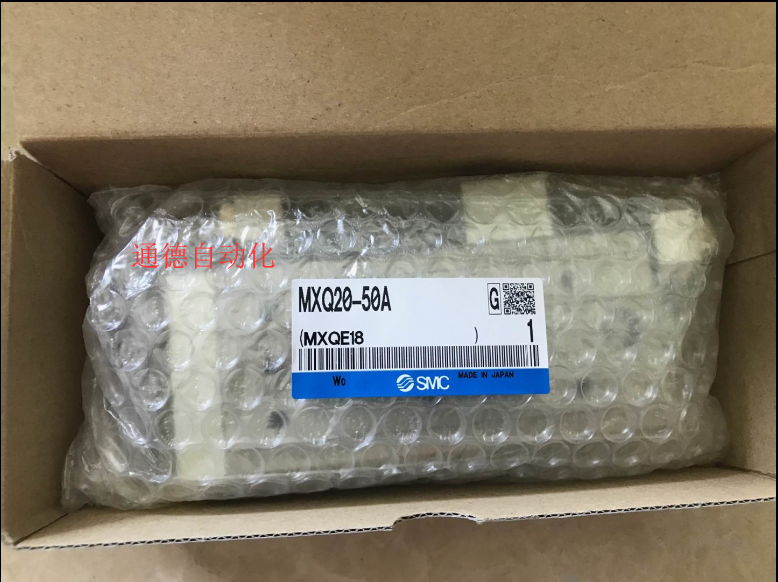 通德自动化
MXQ20-50A
G
(MXQE18 )
1
Wo
SMC
MADE IN JAPAN